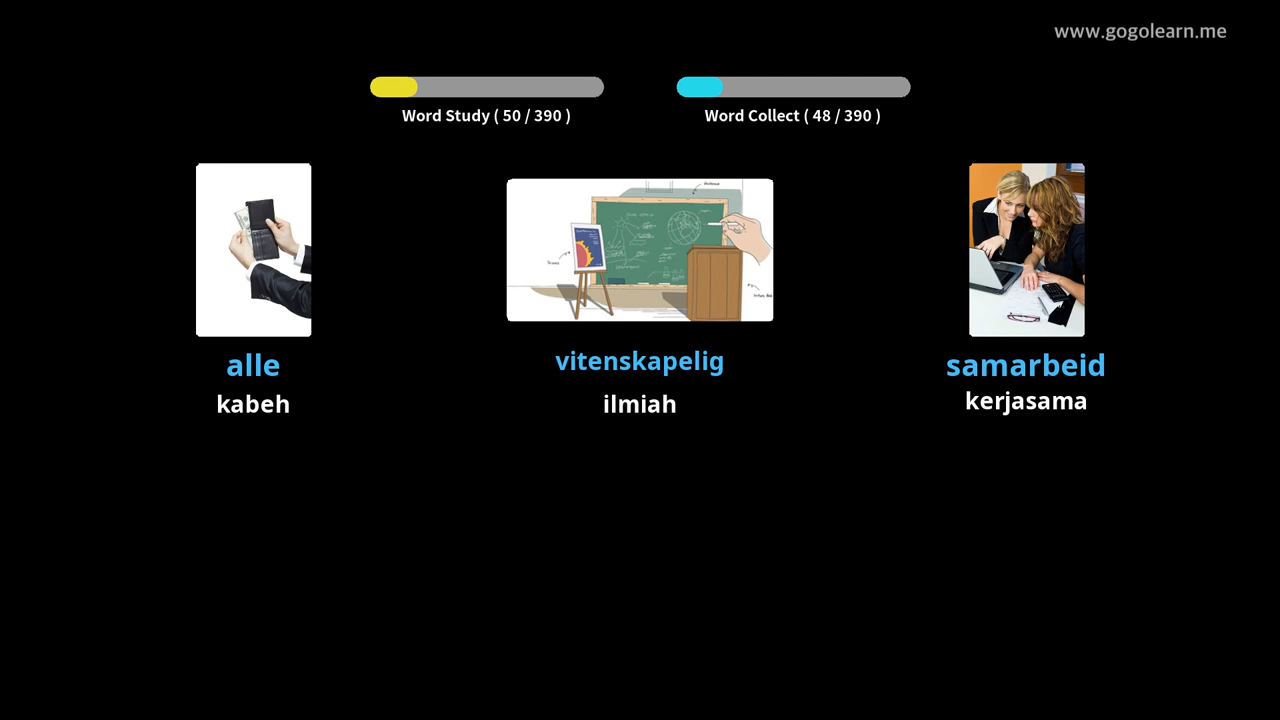 www.gogolearn.me
Word Study ( 50 / 390 )
Word Collect ( 48 / 390 )
alle
kabeh
vitenskapelig
ilmiah
samarbeid
kerjasama